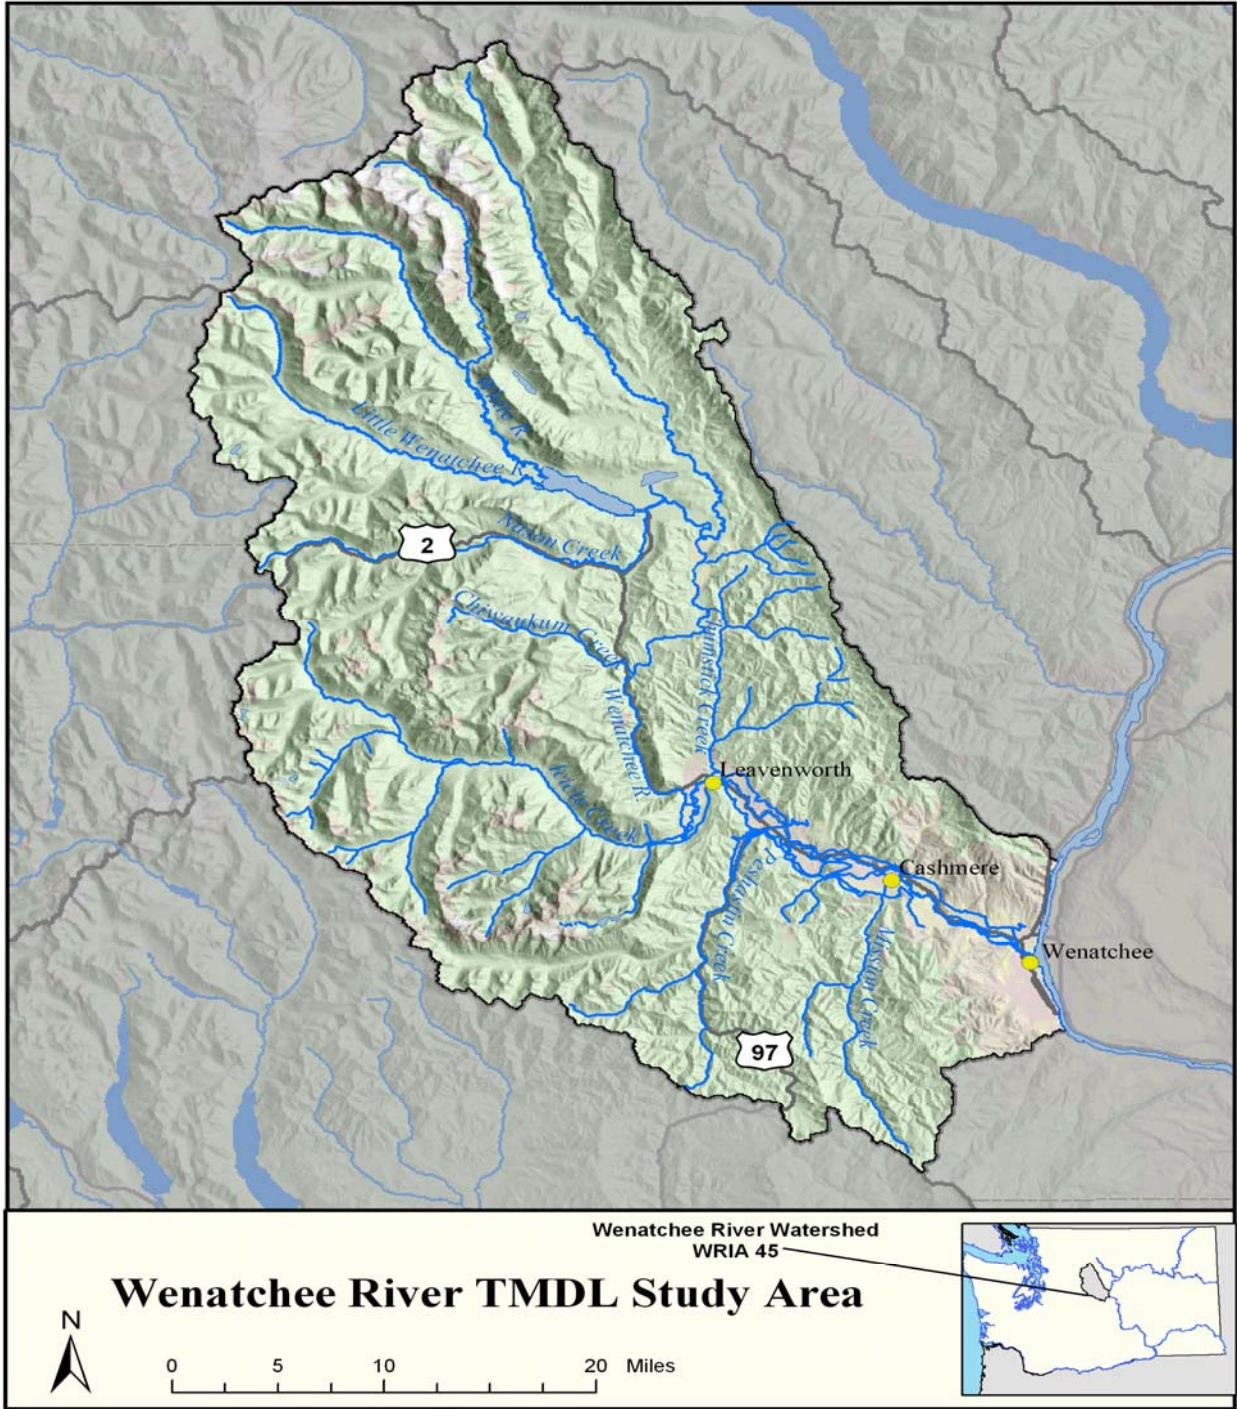 White R
Little Wenatchee R.
Nason Creek
2
Chiwaukum Creek
Chumstick Creek
Wenatchee R.
Leavenworth
Icicle Creek
Cashmere
Peshastin Creek
Mission Creek
Wenatchee
97
Wenatchee River Watershed
WRIA 45
Wenatchee River TMDL Study Area
N
0 5 10 20 Miles